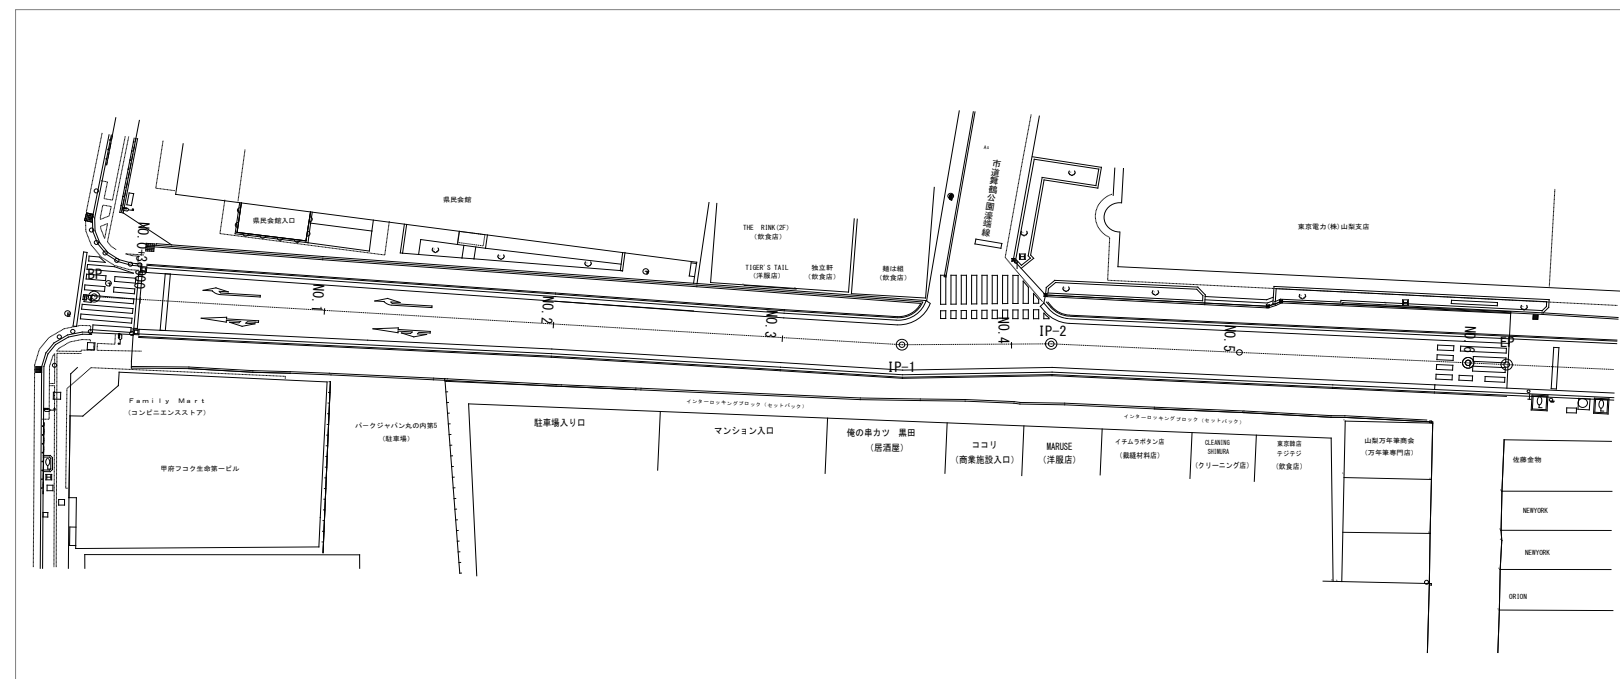 県民会館
県民会館入口
THE RINK(2F)
(飲食店)
TIGER'S TAIL
(洋服店)
独立軒
(飲食店)
麺は組
(飲食店)
市道舞鶴公園濠端線
東京電力(株)山梨支店
BP
NO.1
NO.2
NO.3
NO.4
NO.5
NO.6
IP-1
IP-2
EP
Family Mart
(コンビニエンスストア)
甲府フコク生命第一ビル
パークジャパン丸の内第5
(駐車場)
インターロッキングブロック(セットバック)
インターロッキングブロック(セットバック)
駐車場入り口
マンション入口
俺の串カツ 黒田
(居酒屋)
ココリ
(商業施設入口)
MARUSE
(洋服店)
イチムラボタン店
(裁縫材料店)
CLEANING
SHIMURA
(クリーニング店)
東京韓店
テジテジ
(飲食店)
山梨万年筆商会
(万年筆専門店)
佐藤金物
NEWYORK
NEWYORK
ORION